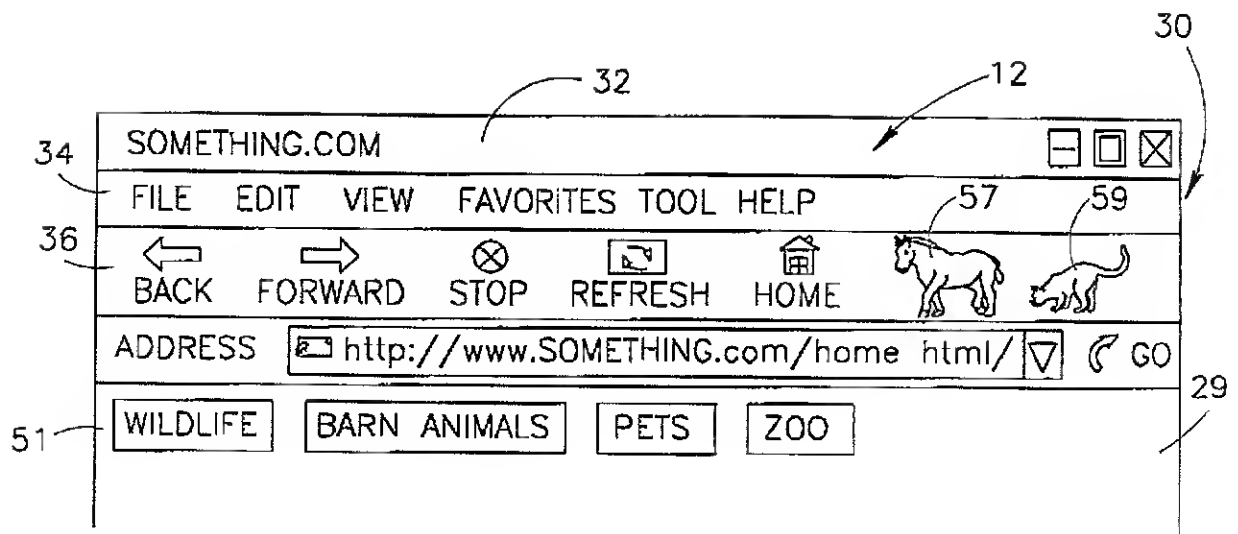 30
32
12
SOMETHING.COM
34
FILE EDIT VIEW FAVORITES TOOL HELP
57 59
36
BACK FORWARD STOP REFRESH HOME
ADDRESS http://www.SOMETHING.com/home html/ GO
29
51
WILDLIFE BARN ANIMALS PETS ZOO